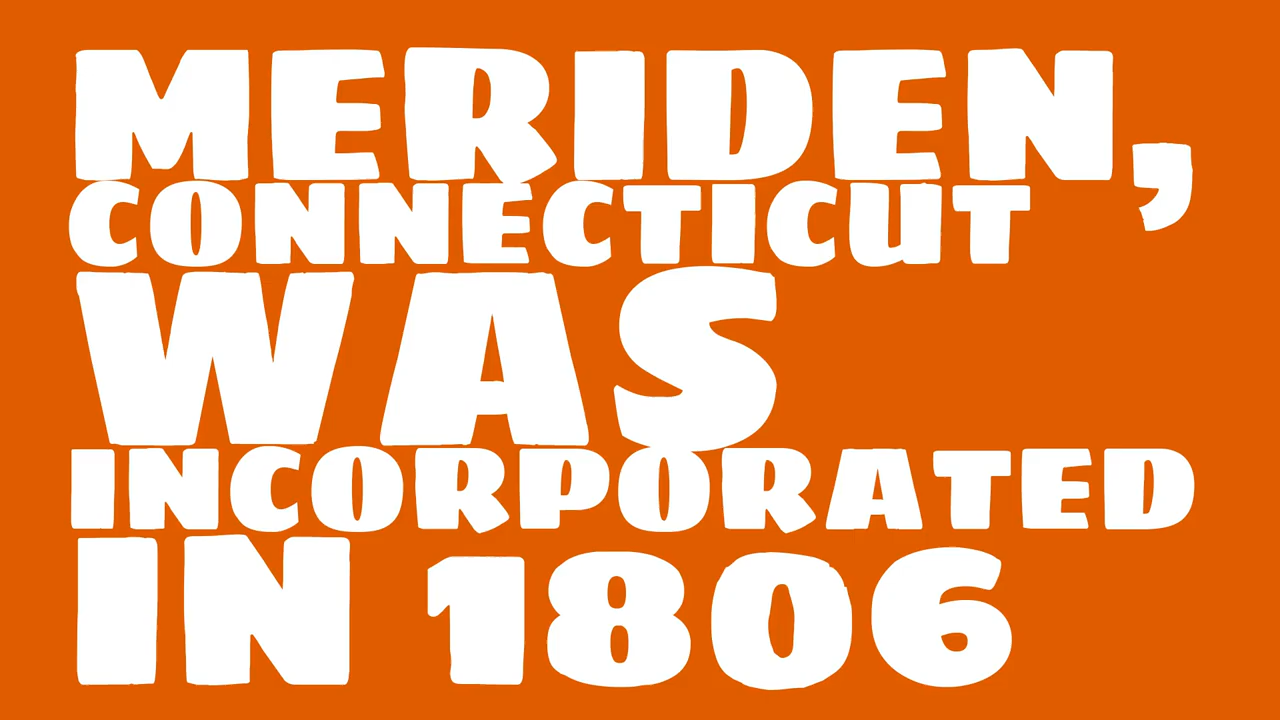 MERIDEN,
CONNECTICUT
WAS
INCORPORATED
IN 1806